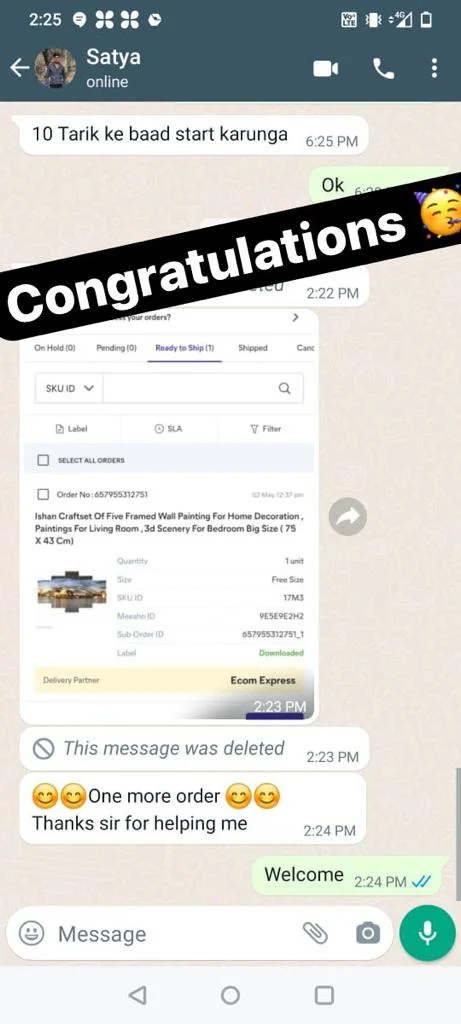 2:25
Vo LTE 4G
Satya
online
10 Tarik ke baad start karunga 6:25 PM
Ok
Congratulations
2:22 PM
your orders?
On Hold (0) Pending (0) Ready to Ship (1) Shipped Canc
SKU ID
Label SLA Filter
SELECT ALL ORDERS
Order No : 657955312751 02 May, 12:37 pm
Ishan Craftset Of Five Framed Wall Painting For Home Decoration ,
Paintings For Living Room , 3d Scenery For Bedroom Big Size ( 75
X 43 Cm)
Quantity 1 unit
Size Free Size
SKU ID 17M3
Meesho ID 9E5E9E2H2
Sub Order ID 657955312751_1
Label Downloaded
Delivery Partner Ecom Express
2:23 PM
This message was deleted 2:23 PM
😊😊One more order 😊😊
Thanks sir for helping me 2:24 PM
Welcome 2:24 PM
Message